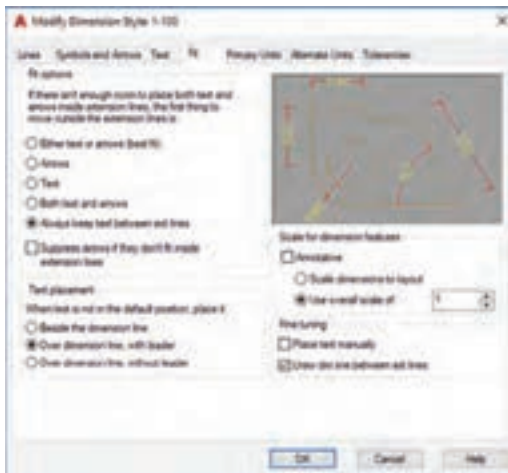 Modify Dimension Style: 1-100
Lines Symbols and Arrows Text Fit Primary Units Alternate Units Tolerances
Fit options
If there isn't enough room to place both text and
arrows inside extension lines, the first thing to
move outside the extension lines is:
Either text or arrows (best fit)
Arrows
Text
Both text and arrows
Always keep text between ext lines
Suppress arrows if they don't fit inside
extension lines
Text placement
When text is not in the default position, place it:
Beside the dimension line
Over dimension line, with leader
Over dimension line, without leader
Scale for dimension features
Annotative
Scale dimensions to layout
Use overall scale of:
Fine tuning
Place text manually
Draw dim line between ext lines
OK Cancel Help